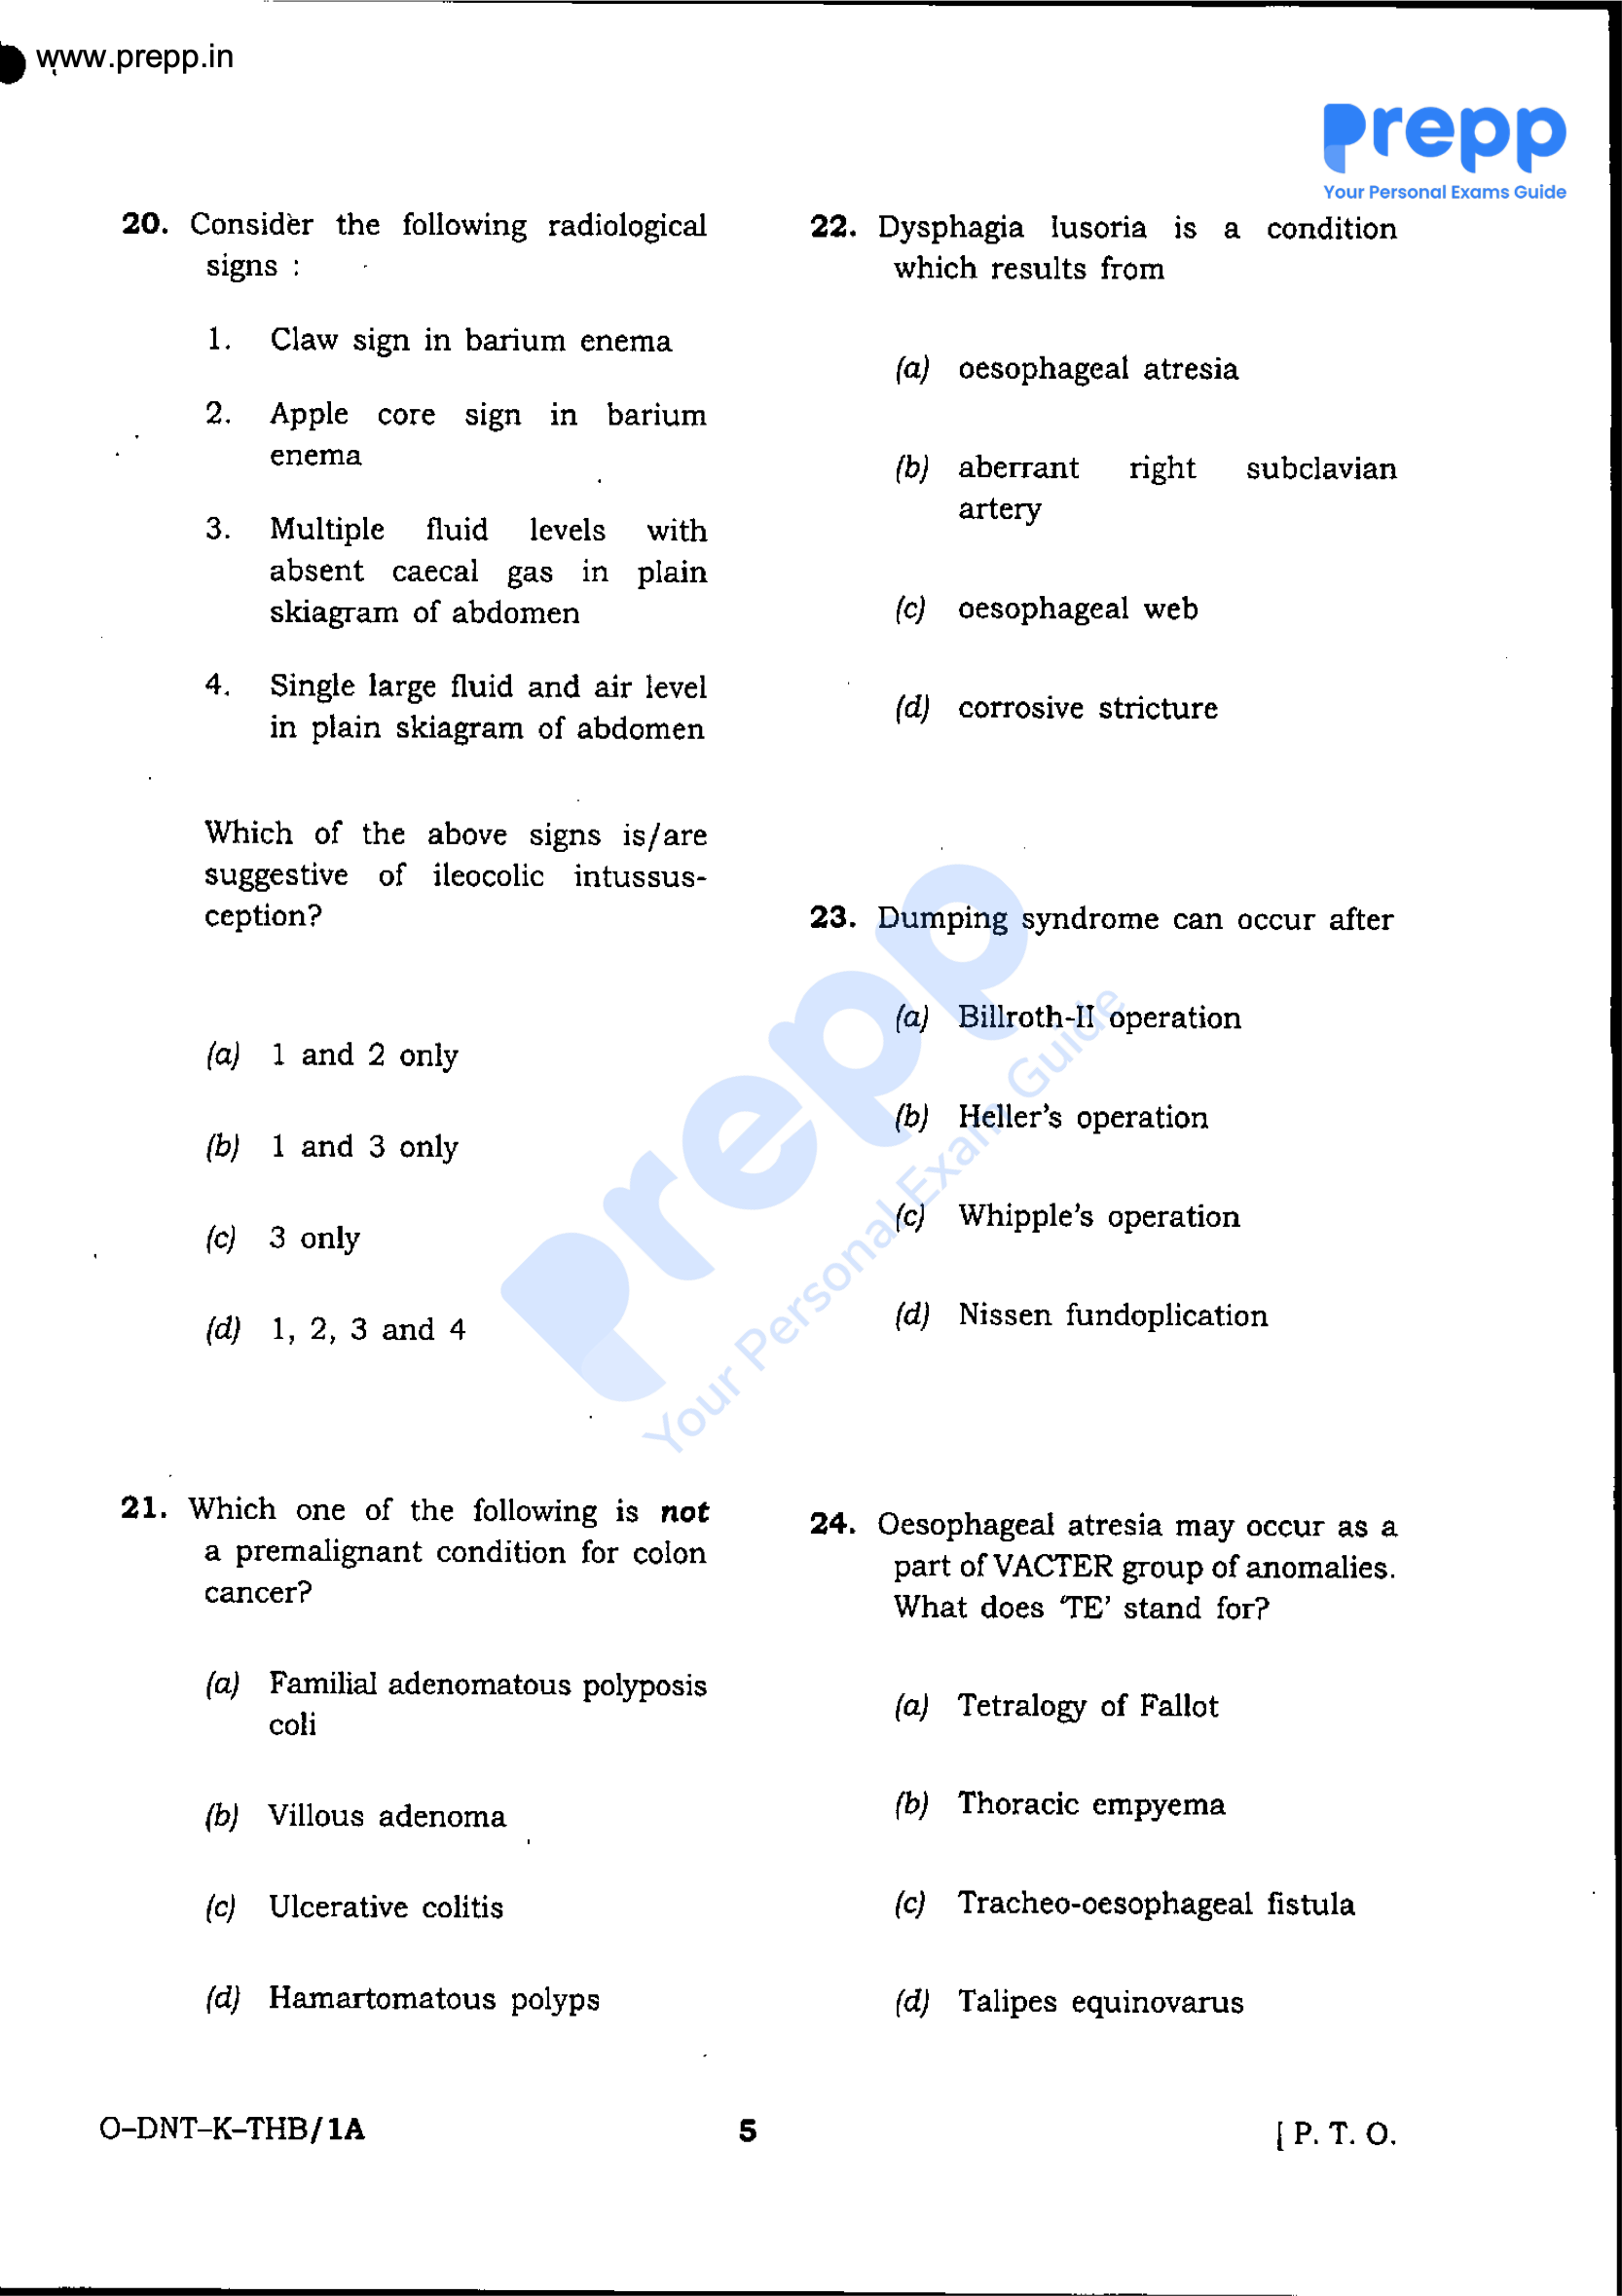 www.prepp.in
prepp
Your Personal Exams Guide
20. Consider the following radiological
signs :
1. Claw sign in barium enema
2. Apple core sign in barium
enema
3. Multiple fluid levels with
absent caecal gas in plain
skiagram of abdomen
4. Single large fluid and air level
in plain skiagram of abdomen
Which of the above signs is/are
suggestive of ileocolic intussus-
ception?
(a) 1 and 2 only
(b) 1 and 3 only
(c) 3 only
(d) 1, 2, 3 and 4
21. Which one of the following is not
a premalignant condition for colon
cancer?
(a) Familial adenomatous polyposis
coli
(b) Villous adenoma
(c) Ulcerative colitis
(d) Hamartomatous polyps
22. Dysphagia lusoria is a condition
which results from
(a) oesophageal atresia
(b) aberrant right subclavian
artery
(c) oesophageal web
(d) corrosive stricture
23. Dumping syndrome can occur after
(a) Billroth-II operation
(b) Heller's operation
(c) Whipple's operation
(d) Nissen fundoplication
24. Oesophageal atresia may occur as a
part of VACTER group of anomalies.
What does 'TE' stand for?
(a) Tetralogy of Fallot
(b) Thoracic empyema
(c) Tracheo-oesophageal fistula
(d) Talipes equinovarus
prepp
Your Personal Exam Guide
O-DNT-K-THB/1A
5
[ P. T. O.